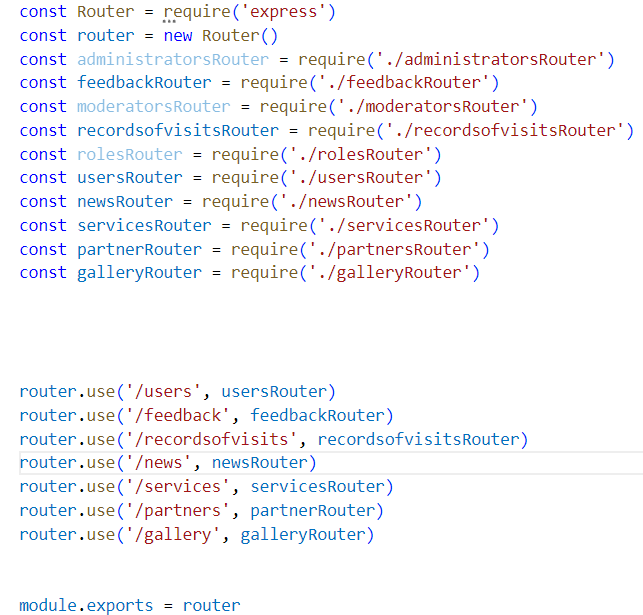 const Router = require('express')
const router = new Router()
const administratorsRouter = require('./administratorsRouter')
const feedbackRouter = require('./feedbackRouter')
const moderatorsRouter = require('./moderatorsRouter')
const recordsofvisitsRouter = require('./recordsofvisitsRouter')
const rolesRouter = require('./rolesRouter')
const usersRouter = require('./usersRouter')
const newsRouter = require('./newsRouter')
const servicesRouter = require('./servicesRouter')
const partnerRouter = require('./partnersRouter')
const galleryRouter = require('./galleryRouter')
router.use('/users', usersRouter)
router.use('/feedback', feedbackRouter)
router.use('/recordsofvisits', recordsofvisitsRouter)
router.use('/news', newsRouter)
router.use('/services', servicesRouter)
router.use('/partners', partnerRouter)
router.use('/gallery', galleryRouter)
module.exports = router